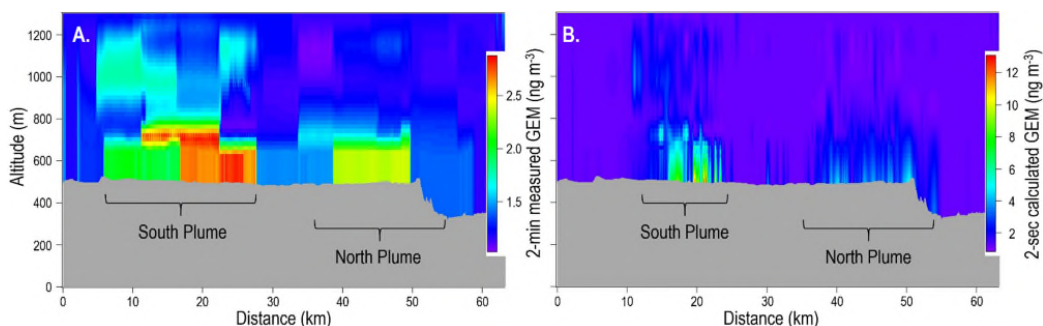 A.
1200
1000
800
600
400
200
0
Altitude (m)
South Plume
North Plume
0
10
20
30
40
50
60
Distance (km)
2.5
2.0
1.5
2-min measured GEM (ng m⁻³)
B.
South Plume
North Plume
0
10
20
30
40
50
60
Distance (km)
12
10
8
6
4
2
2-sec calculated GEM (ng m⁻³)